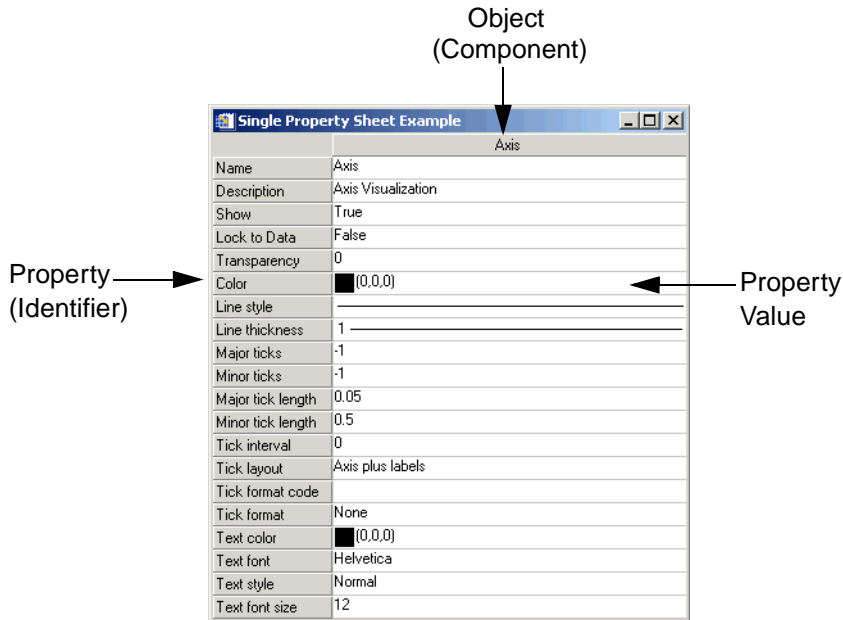 Object
(Component)
Single Property Sheet Example
Axis
Name Axis
Description Axis Visualization
Show True
Lock to Data False
Transparency 0
Property
(Identifier)
Color (0,0,0)
Property
Value
Line style
Line thickness 1
Major ticks -1
Minor ticks -1
Major tick length 0.05
Minor tick length 0.5
Tick interval 0
Tick layout Axis plus labels
Tick format code
Tick format None
Text color (0,0,0)
Text font Helvetica
Text style Normal
Text font size 12